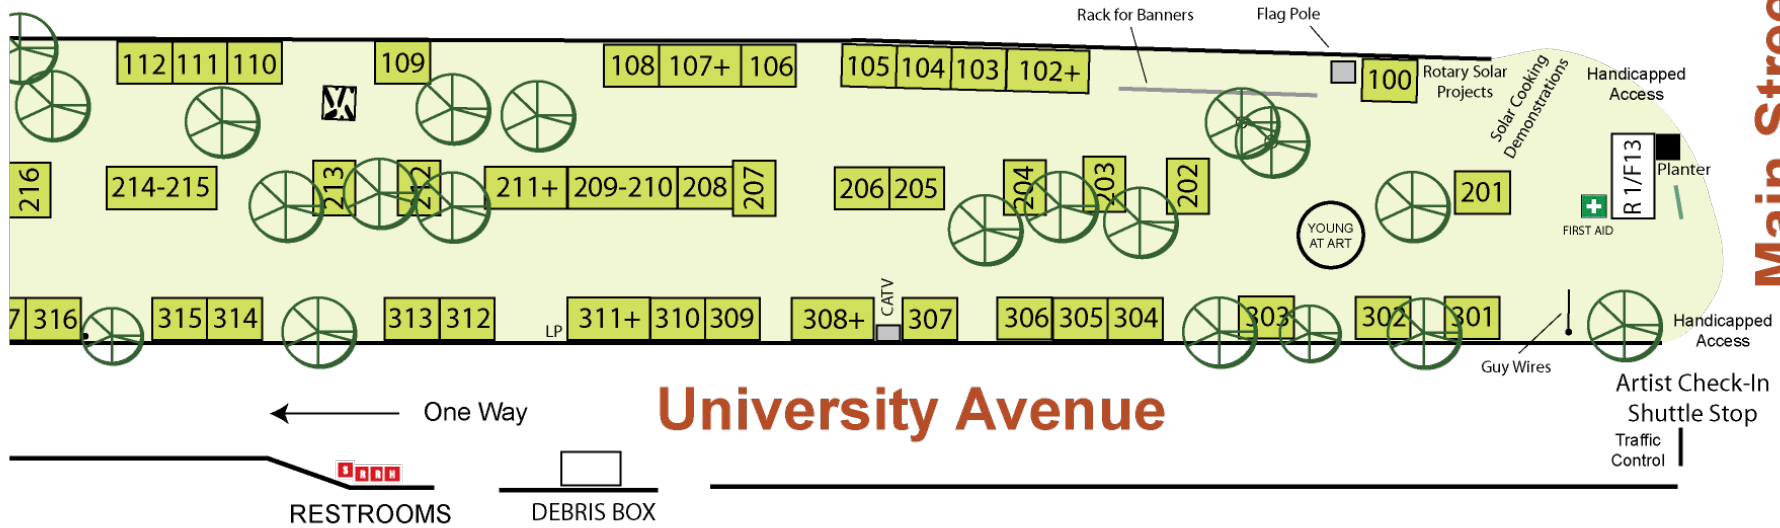 Rack for Banners
Flag Pole
112 111 110
109
108 107+ 106
105 104 103 102+
100
Rotary Solar
Projects
Solar Cooking
Demonstrations
Handicapped
Access
Main Stree
216
214-215
213
212
211+ 209-210 208 207
206 205
204
203
202
201
R 1/F13
Planter
FIRST AID
YOUNG
AT ART
7 316
315 314
313 312
LP
311+ 310 309
308+
CATV
307
306 305 304
303
302
301
Guy Wires
Handicapped
Access
Artist Check-In
Shuttle Stop
Traffic
Control
One Way
University Avenue
S R R H
RESTROOMS
DEBRIS BOX